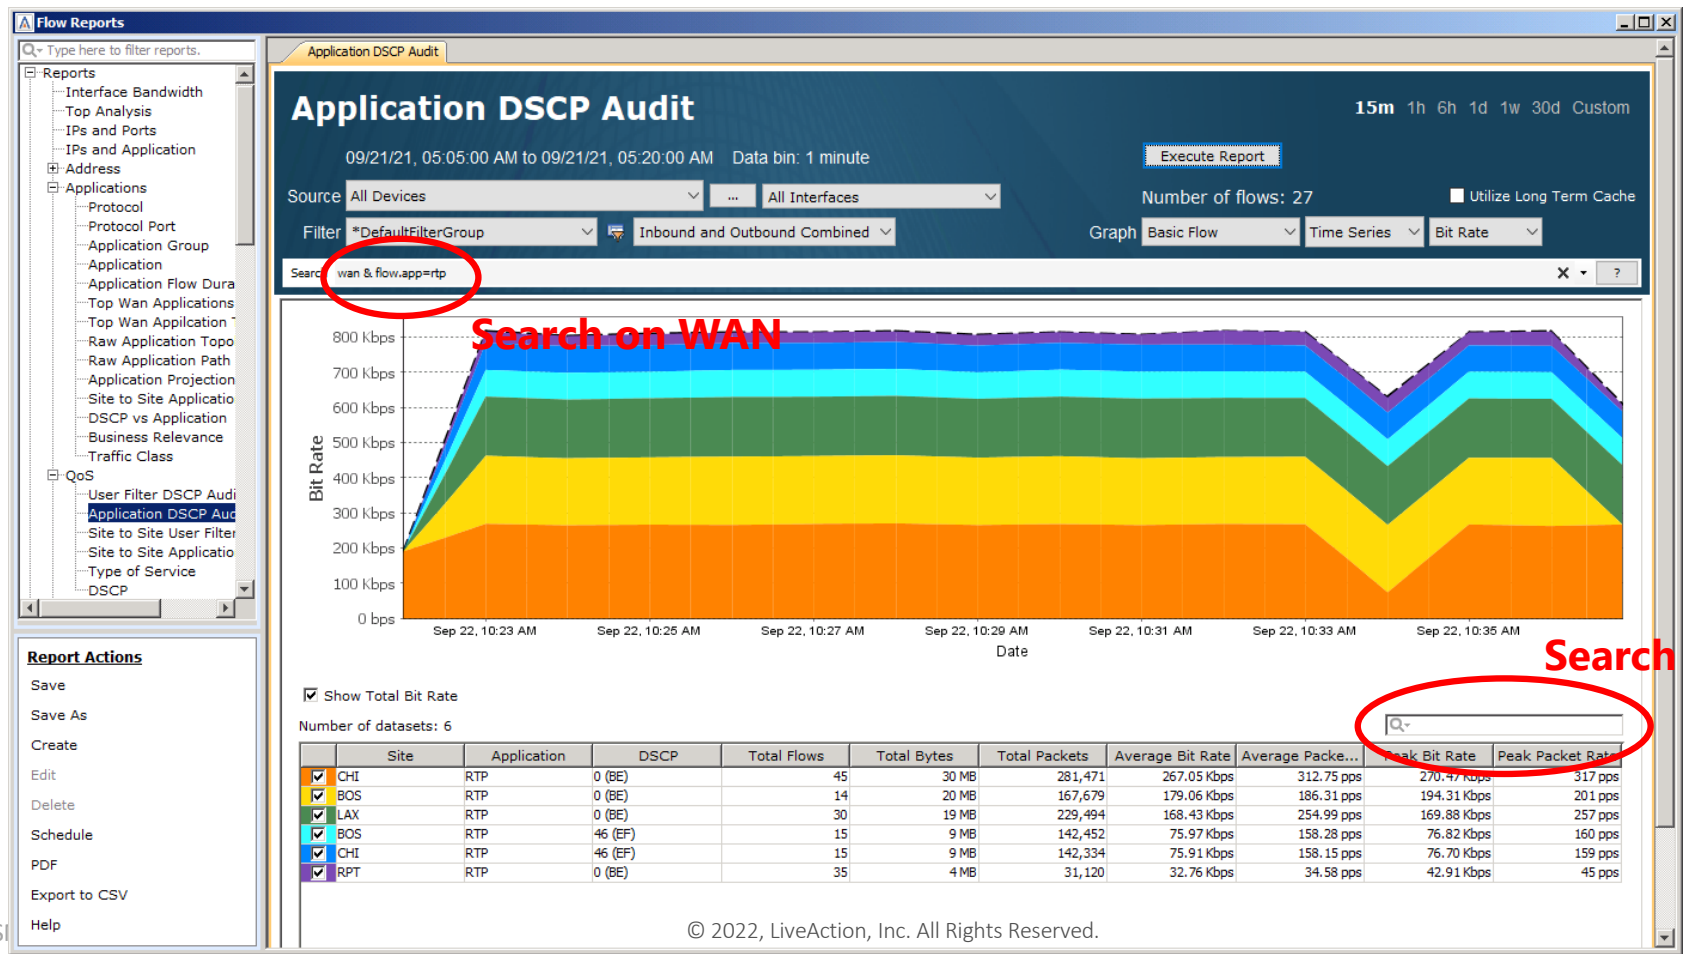 Flow Reports
Type here to filter reports.
Reports
Interface Bandwidth
Top Analysis
IPs and Ports
IPs and Application
Address
Applications
Protocol
Protocol Port
Application Group
Application
Application Flow Dura
Top Wan Applications
Top Wan Appilcation T
Raw Application Topo
Raw Application Path
Application Projection
Site to Site Applicatio
DSCP vs Application
Business Relevance
Traffic Class
QoS
User Filter DSCP Audi
Application DSCP Aud
Site to Site User Filter
Site to Site Applicatio
Type of Service
DSCP
Report Actions
Save
Save As
Create
Edit
Delete
Schedule
PDF
Export to CSV
Help
Application DSCP Audit
Application DSCP Audit
15m 1h 6h 1d 1w 30d Custom
09/21/21, 05:05:00 AM to 09/21/21, 05:20:00 AM Data bin: 1 minute
Execute Report
Source All Devices ... All Interfaces
Number of flows: 27
Utilize Long Term Cache
Filter *DefaultFilterGroup Inbound and Outbound Combined
Graph Basic Flow Time Series Bit Rate
Search wan & flow.app=rtp
?
Search on WAN
800 Kbps
700 Kbps
600 Kbps
500 Kbps
400 Kbps
300 Kbps
200 Kbps
100 Kbps
0 bps
Bit Rate
Sep 22, 10:23 AM Sep 22, 10:25 AM Sep 22, 10:27 AM Sep 22, 10:29 AM Sep 22, 10:31 AM Sep 22, 10:33 AM Sep 22, 10:35 AM
Date
Search
Show Total Bit Rate
Number of datasets: 6
Site Application DSCP Total Flows Total Bytes Total Packets Average Bit Rate Average Packe... Peak Bit Rate Peak Packet Rate
CHI RTP 0 (BE) 45 30 MB 281,471 267.05 Kbps 312.75 pps 270.47 Kbps 317 pps
BOS RTP 0 (BE) 14 20 MB 167,679 179.06 Kbps 186.31 pps 194.31 Kbps 201 pps
LAX RTP 0 (BE) 30 19 MB 229,494 168.43 Kbps 254.99 pps 169.88 Kbps 257 pps
BOS RTP 46 (EF) 15 9 MB 142,452 75.97 Kbps 158.28 pps 76.82 Kbps 160 pps
CHI RTP 46 (EF) 15 9 MB 142,334 75.91 Kbps 158.15 pps 76.70 Kbps 159 pps
RPT RTP 0 (BE) 35 4 MB 31,120 32.76 Kbps 34.58 pps 42.91 Kbps 45 pps
© 2022, LiveAction, Inc. All Rights Reserved.